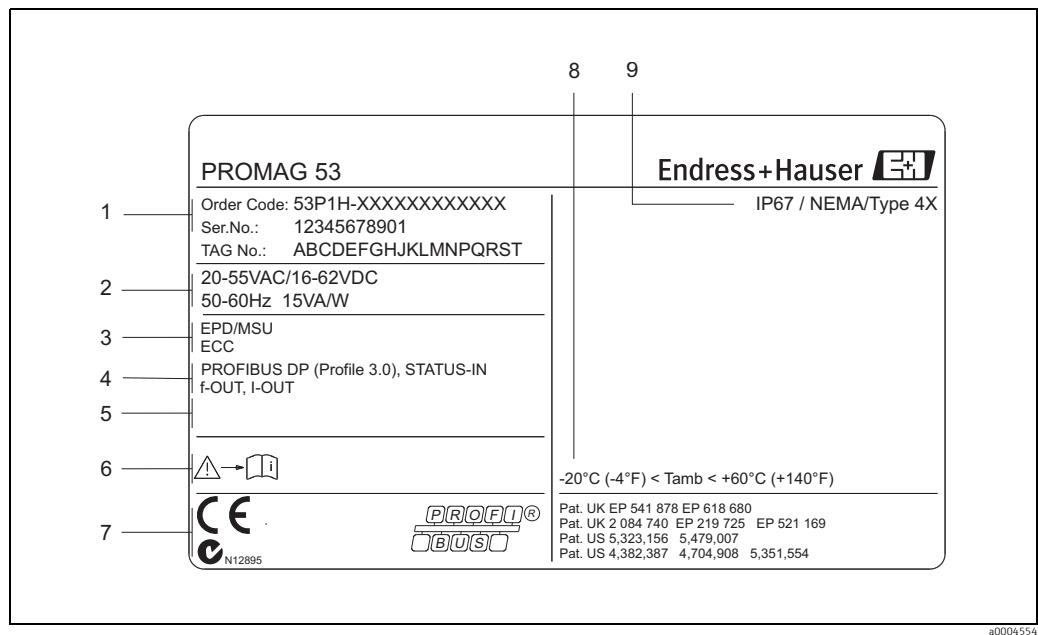 8 9
PROMAG 53
Endress+Hauser
1
Order Code: 53P1H-XXXXXXXXXXXX
Ser.No.: 12345678901
TAG No.: ABCDEFGHJKLMNPQRST
IP67 / NEMA/Type 4X
2
20-55VAC/16-62VDC
50-60Hz 15VA/W
3
EPD/MSU
ECC
4
PROFIBUS DP (Profile 3.0), STATUS-IN
f-OUT, I-OUT
5
6
i
-20°C (-4°F) < Tamb < +60°C (+140°F)
7
CE
N12895
PROFI®
BUS
Pat. UK EP 541 878 EP 618 680
Pat. UK 2 084 740 EP 219 725 EP 521 169
Pat. US 5,323,156 5,479,007
Pat. US 4,382,387 4,704,908 5,351,554
a0004554